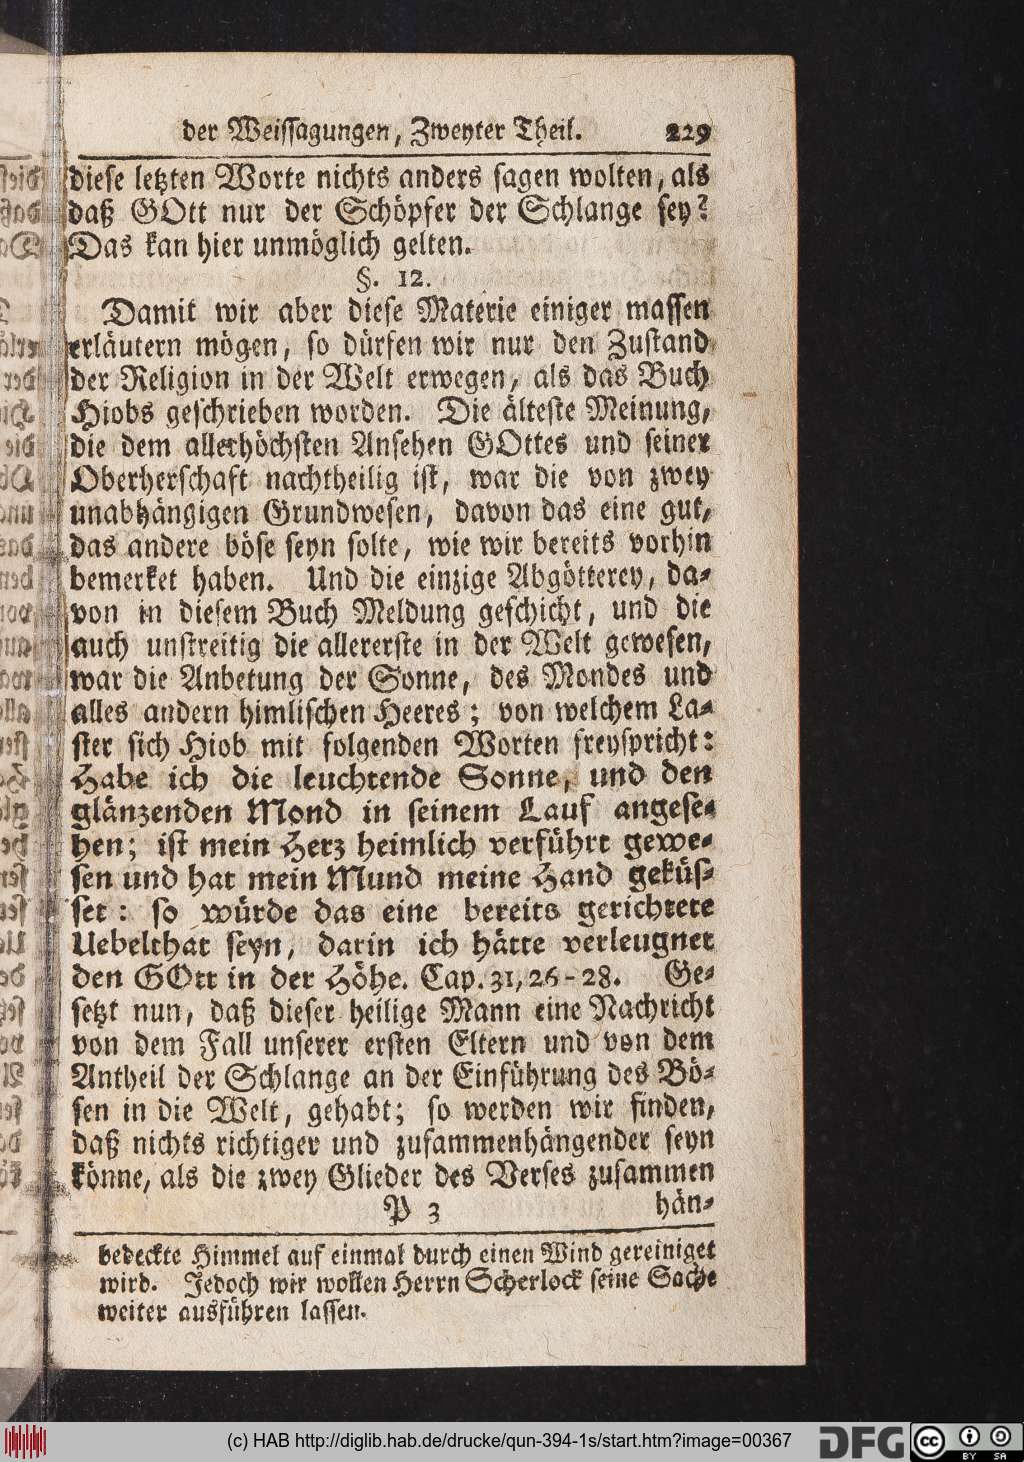 der Weissagungen, Zweyter Theil. 229
diese letzten Worte nichts anders sagen wolten, als
daß GOtt nur der Schöpfer der Schlange sey?
Das kan hier unmöglich gelten.
§. 12.
Damit wir aber diese Materie einiger massen
erläutern mögen, so dürfen wir nur den Zustand
der Religion in der Welt erwegen, als das Buch
Hiobs geschrieben worden. Die älteste Meinung,
die dem allerhöchsten Ansehen GOttes und seiner
Oberherschaft nachtheilig ist, war die von zwey
unabhängigen Grundwesen, davon das eine gut,
das andere böse seyn solte, wie wir bereits vorhin
bemerket haben. Und die einzige Abgötterey, da-
von in diesem Buch Meldung geschicht, und die
auch unstreitig die allererste in der Welt gewesen,
war die Anbetung der Sonne, des Mondes und
alles andern himlischen Heeres; von welchem La-
ster sich Hiob mit folgenden Worten freyspricht:
Habe ich die leuchtende Sonne, und den
glänzenden Mond in seinem Lauf angese-
hen; ist mein Herz heimlich verführt gewe-
sen und hat mein Mund meine Hand geküs-
set: so würde das eine bereits gerichtete
Uebelthat seyn, darin ich hätte verleugnet
den GOtt in der Höhe. Cap. 31, 26-28. Ge-
setzt nun, daß dieser heilige Mann eine Nachricht
von dem Fall unserer ersten Eltern und von dem
Antheil der Schlange an der Einführung des Bö-
sen in die Welt, gehabt; so werden wir finden,
daß nichts richtiger und zusammenhängender seyn
könne, als die zwey Glieder des Verses zusammen
P 3 hän-
bedeckte Himmel auf einmal durch einen Wind gereiniget
wird. Jedoch wir wollen Herrn Scherlock seine Sache
weiter ausführen lassen.
(c) HAB http://diglib.hab.de/drucke/qun-394-1s/start.htm?image=00367 DFG cc BY SA